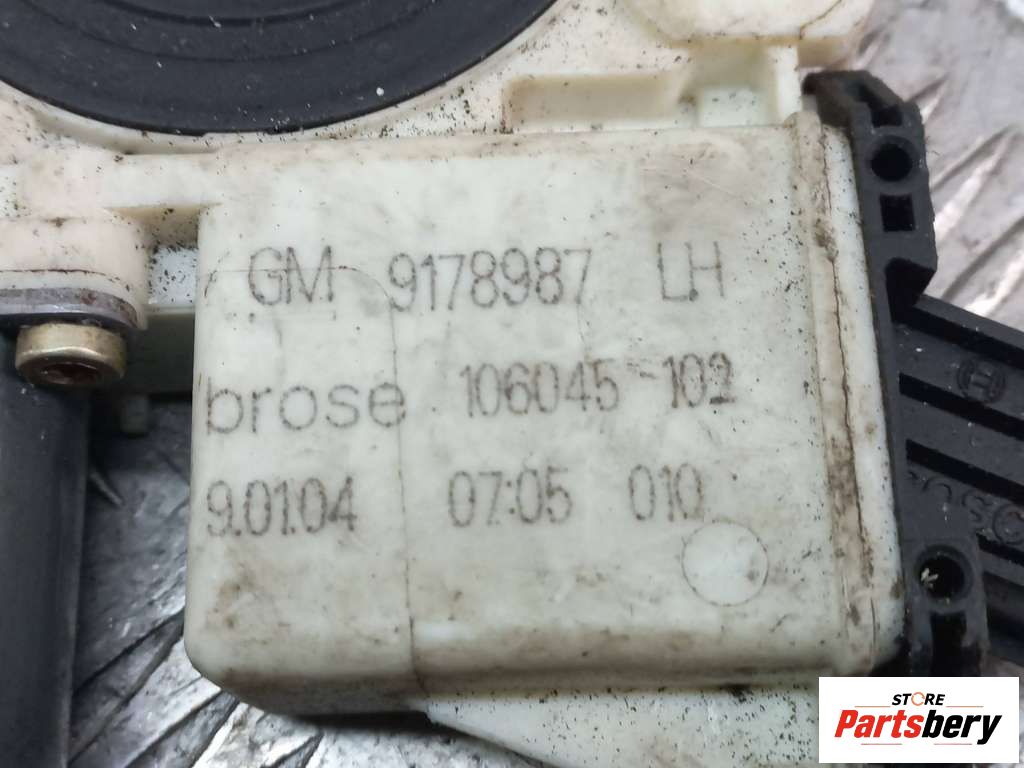 GM 9178987 LH
brose 106045-102
9.01.04 07:05 010
STORE
Partsbery